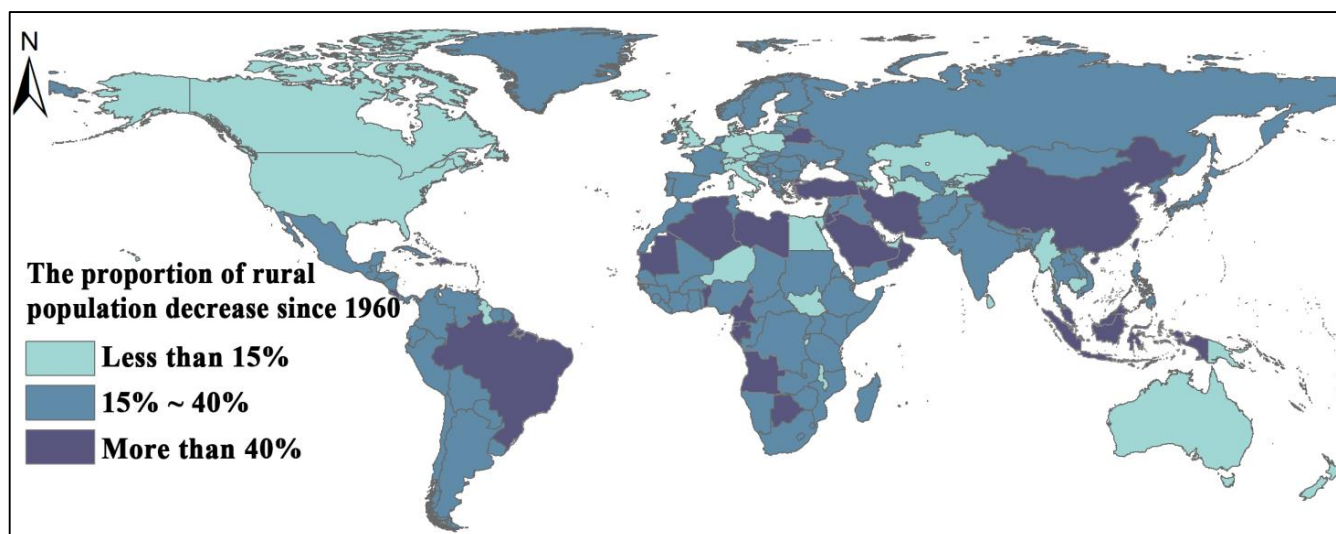 N
The proportion of rural
population decrease since 1960
Less than 15%
15% ~ 40%
More than 40%